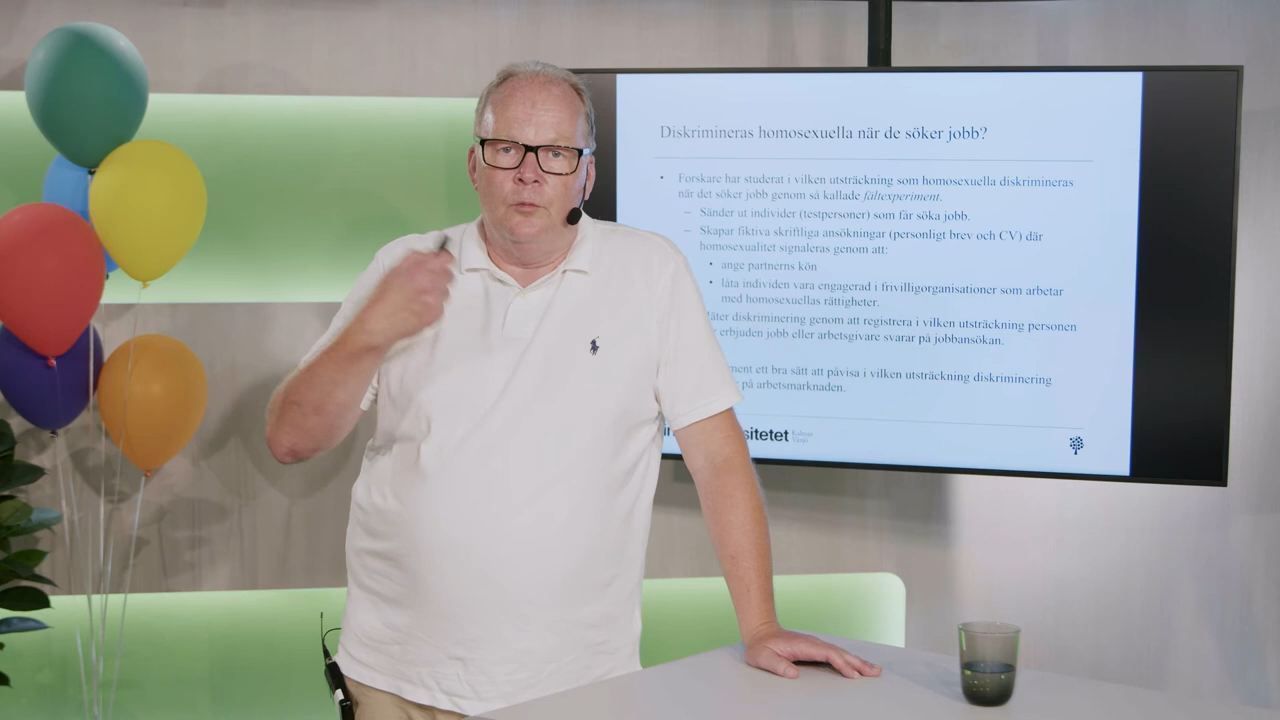 Diskrimineras homosexuella när de söker jobb?
• Forskare har studerat i vilken utsträckning som homosexuella diskrimineras
när det söker jobb genom så kallade fältexperiment.
– Sänder ut individer (testpersoner) som får söka jobb.
– Skapar fiktiva skriftliga ansökningar (personligt brev och CV) där
homosexualitet signaleras genom att:
• ange partnerns kön
• låta individen vara engagerad i frivilligorganisationer som arbetar
med homosexuellas rättigheter.
äter diskriminering genom att registrera i vilken utsträckning personen
erbjuden jobb eller arbetsgivare svarar på jobbansökan.
ment ett bra sätt att påvisa i vilken utsträckning diskriminering
på arbetsmarknaden.
sitetet Kalmar
Växjö